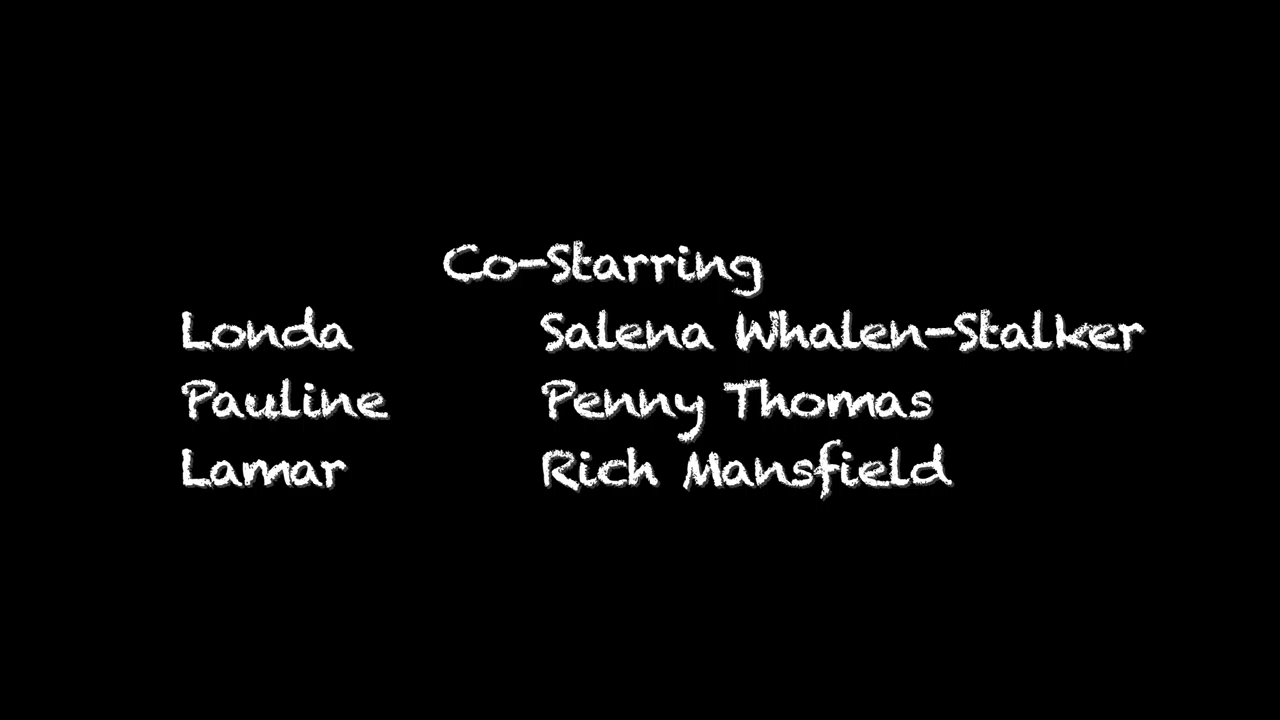 Co-Starring
Londa Salena Whalen-Stalker
Pauline Penny Thomas
Lamar Rich Mansfield